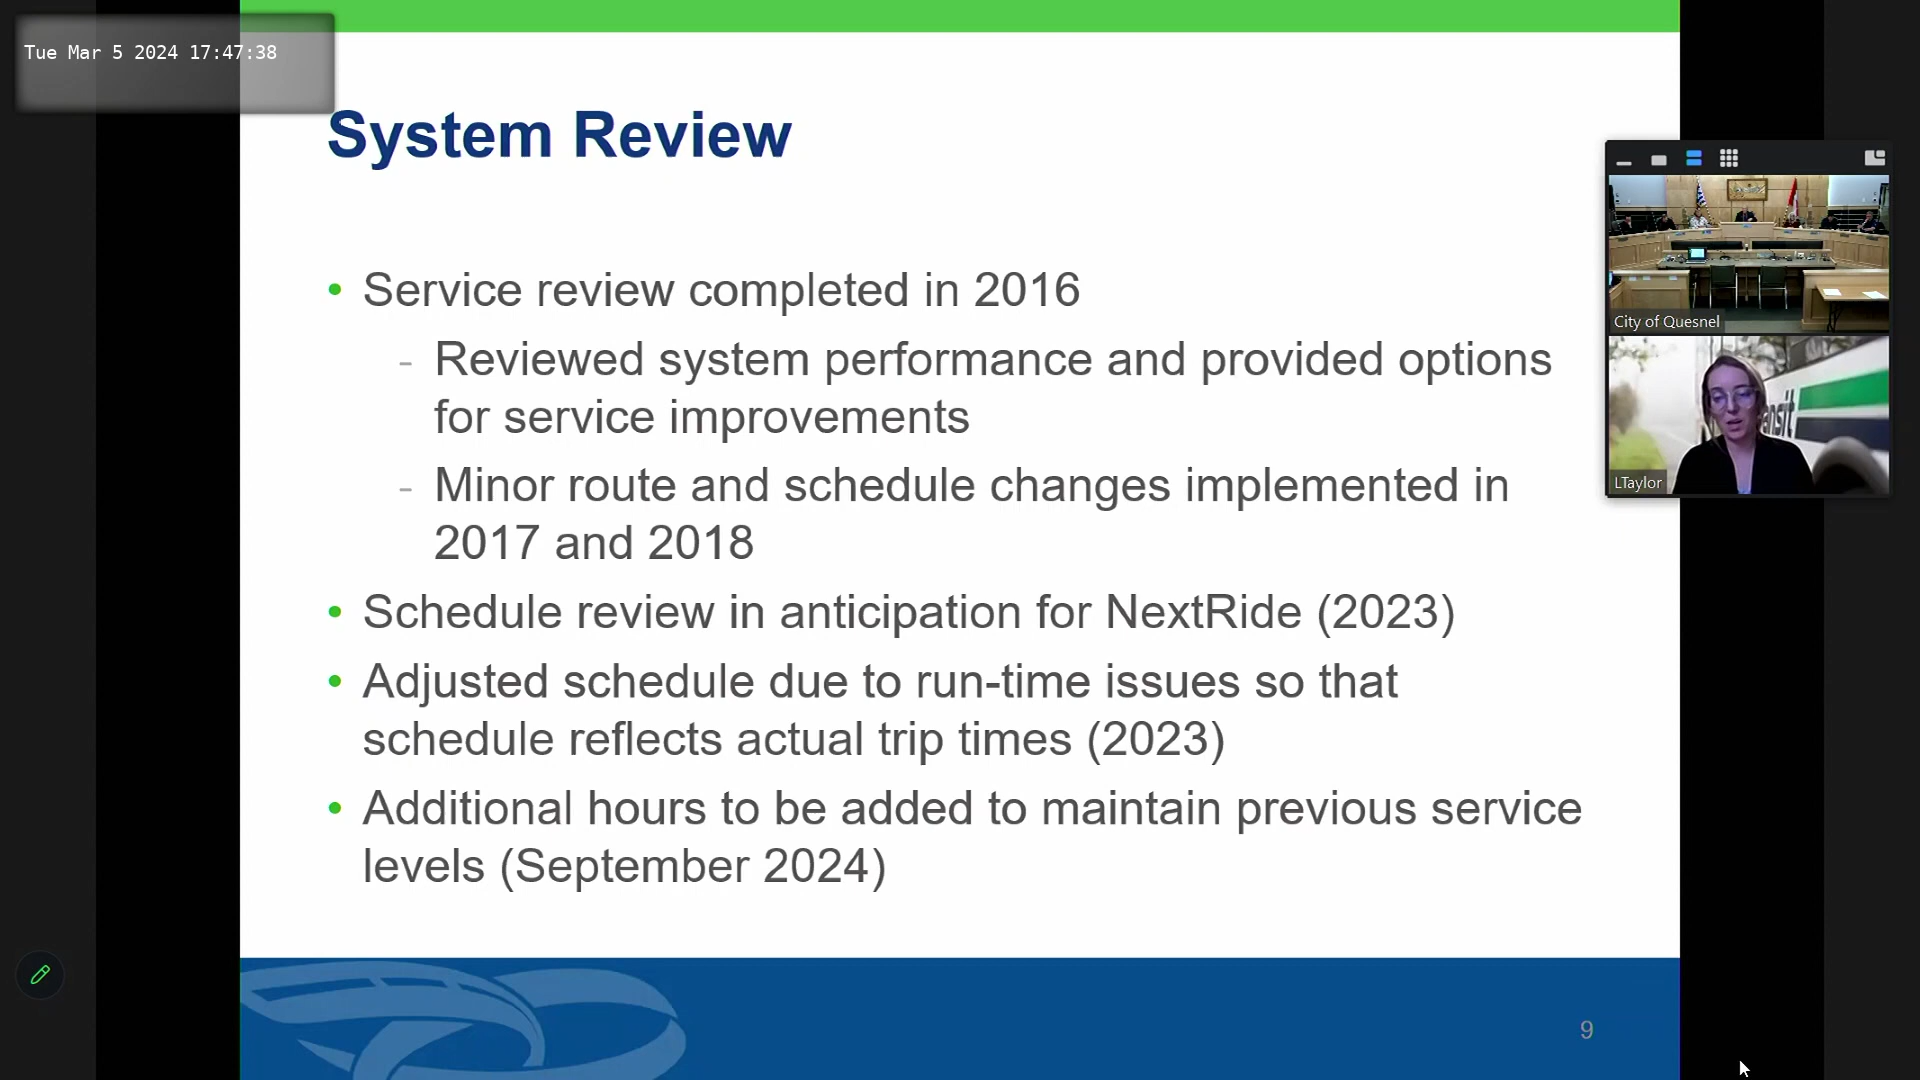 Tue Mar 5 2024 17:47:38
System Review
• Service review completed in 2016
- Reviewed system performance and provided options
for service improvements
- Minor route and schedule changes implemented in
2017 and 2018
• Schedule review in anticipation for NextRide (2023)
• Adjusted schedule due to run-time issues so that
schedule reflects actual trip times (2023)
• Additional hours to be added to maintain previous service
levels (September 2024)
City of Quesnel
ansit
LTaylor
9